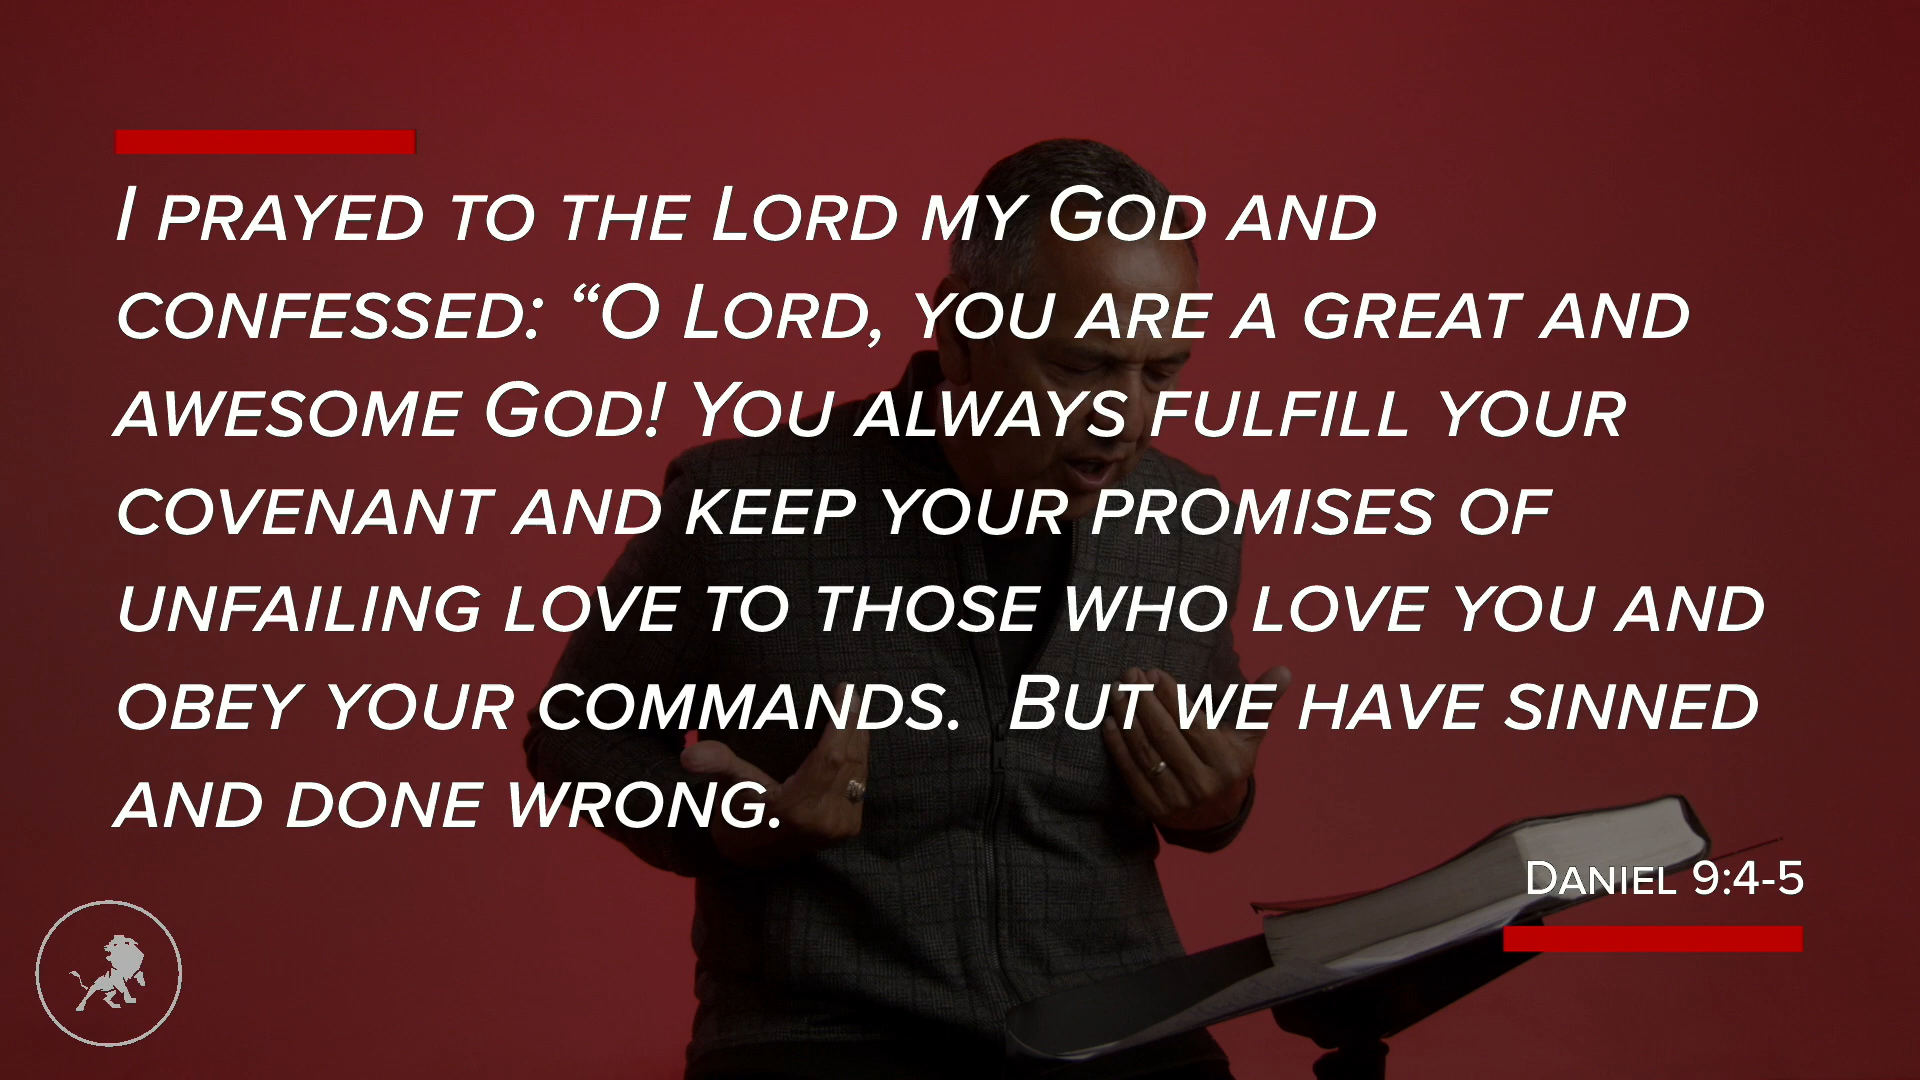 I prayed to the Lord my God and
confessed: “O Lord, you are a great and
awesome God! You always fulfill your
covenant and keep your promises of
unfailing love to those who love you and
obey your commands.  But we have sinned
and done wrong.
Daniel 9:4-5